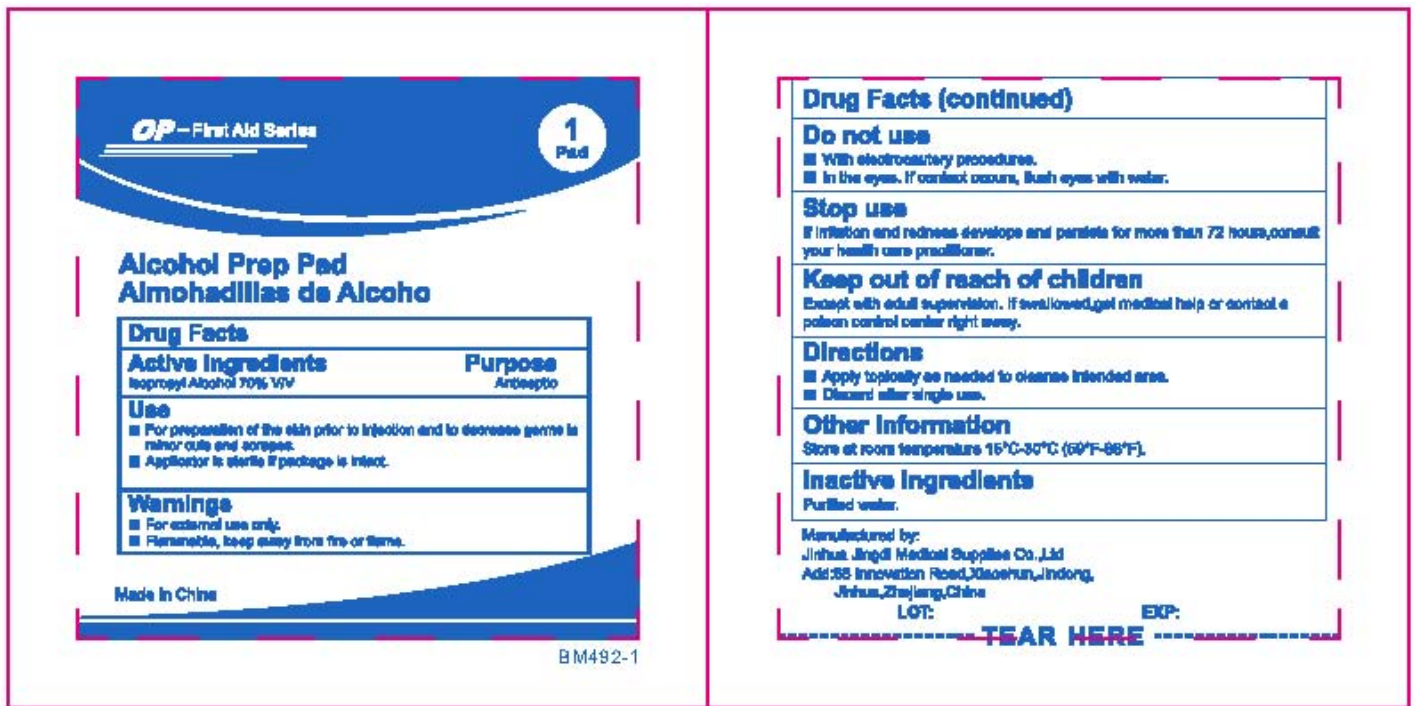 OP – First Aid Series
1
Pad
Alcohol Prep Pad
Almohadillas de Alcoho
Drug Facts
Active Ingredients Purpose
Isopropyl Alcohol 70% V/V Antiseptic
Use
■ For preparation of the skin prior to injection and to decrease germs in
minor cuts and scrapes.
■ Applicator is sterile if package is intact.
Warnings
■ For external use only.
■ Flammable, keep away from fire or flame.
Made in China
BM492-1
Drug Facts (continued)
Do not use
■ With electrocautery procedures.
■ In the eyes. If contact occurs, flush eyes with water.
Stop use
If irritation and redness develops and persists for more than 72 hours,consult
your health care practitioner.
Keep out of reach of children
Except with adult supervision. If swallowed,get medical help or contact a
poison control center right away.
Directions
■ Apply topically as needed to cleanse intended area.
■ Discard after single use.
Other Information
Store at room temperature 15°C-30°C (59°F-86°F).
Inactive Ingredients
Purified water.
Manufactured by:
Jinhua Jingdi Medical Supplies Co.,Ltd
Add:68 Innovation Road,Xiaoshun,Jindong,
Jinhua,Zhejiang,China
LOT: EXP:
TEAR HERE